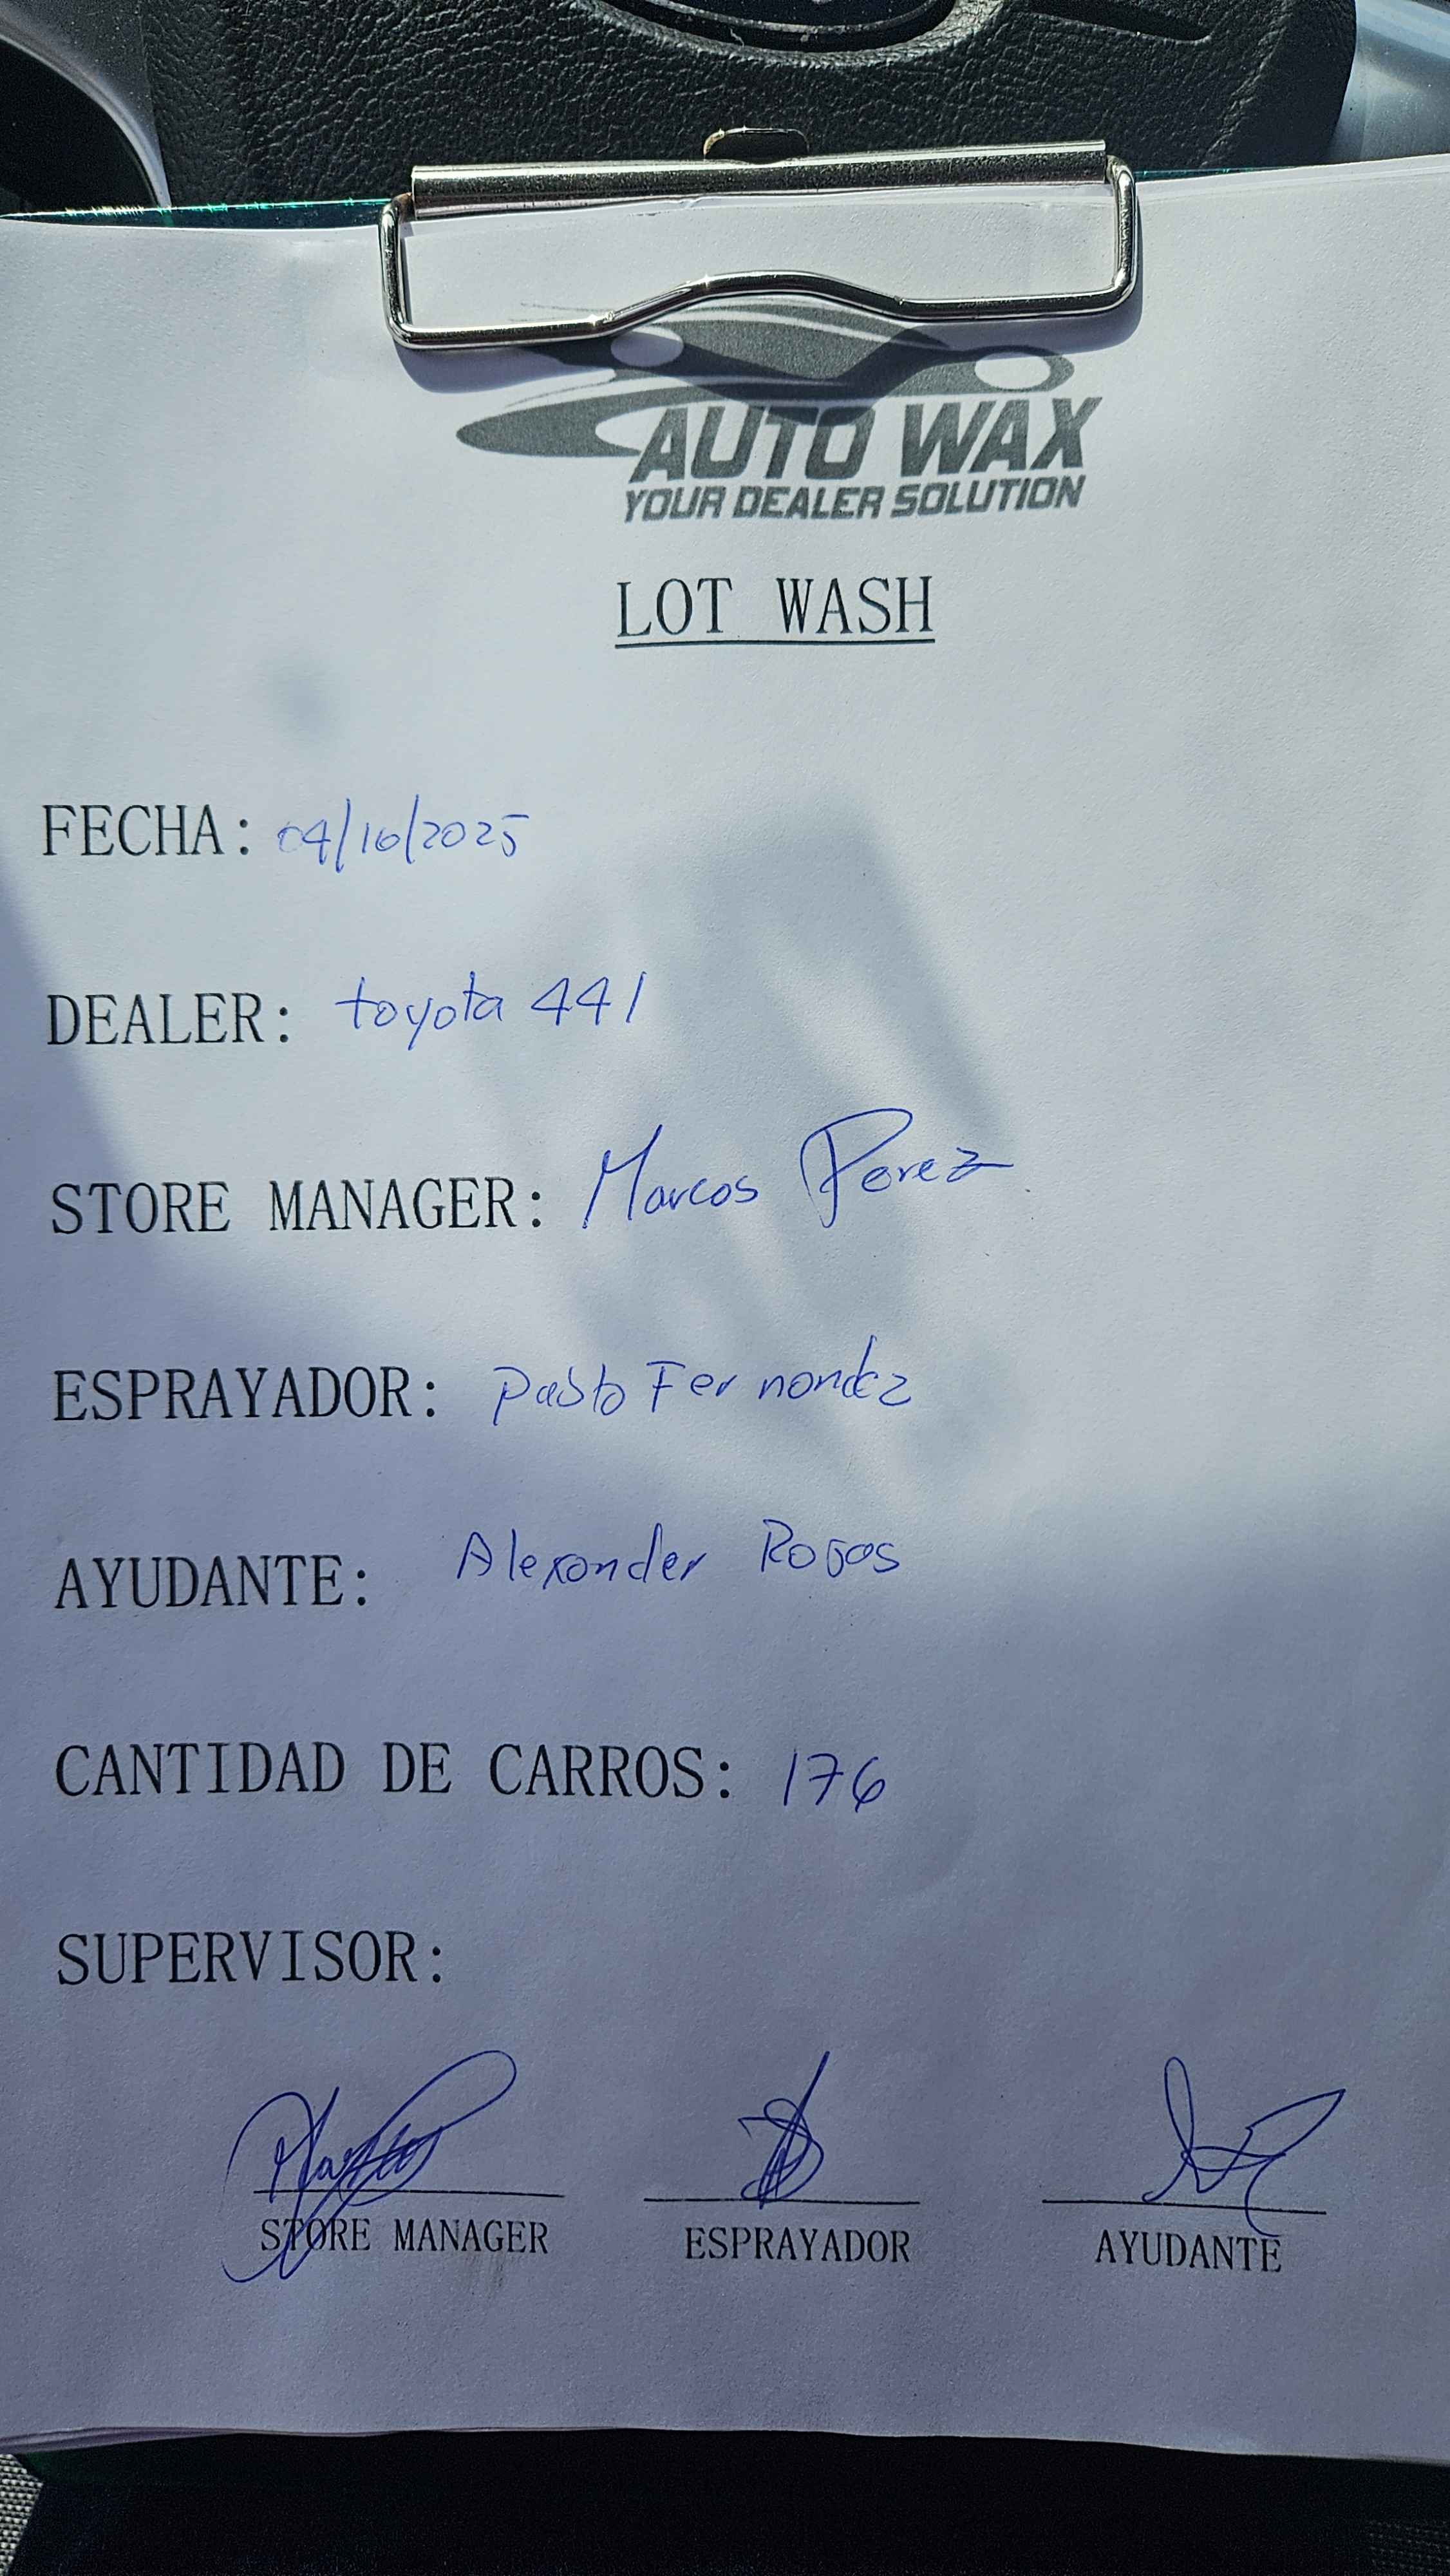 AUTO WAX
YOUR DEALER SOLUTION
LOT WASH
FECHA: 04/10/2025
DEALER: toyota 441
STORE MANAGER: Marcos Perez
ESPRAYADOR: Pablo Fernandez
AYUDANTE: Alexander Rojas
CANTIDAD DE CARROS: 176
SUPERVISOR:
STORE MANAGER ESPRAYADOR AYUDANTE